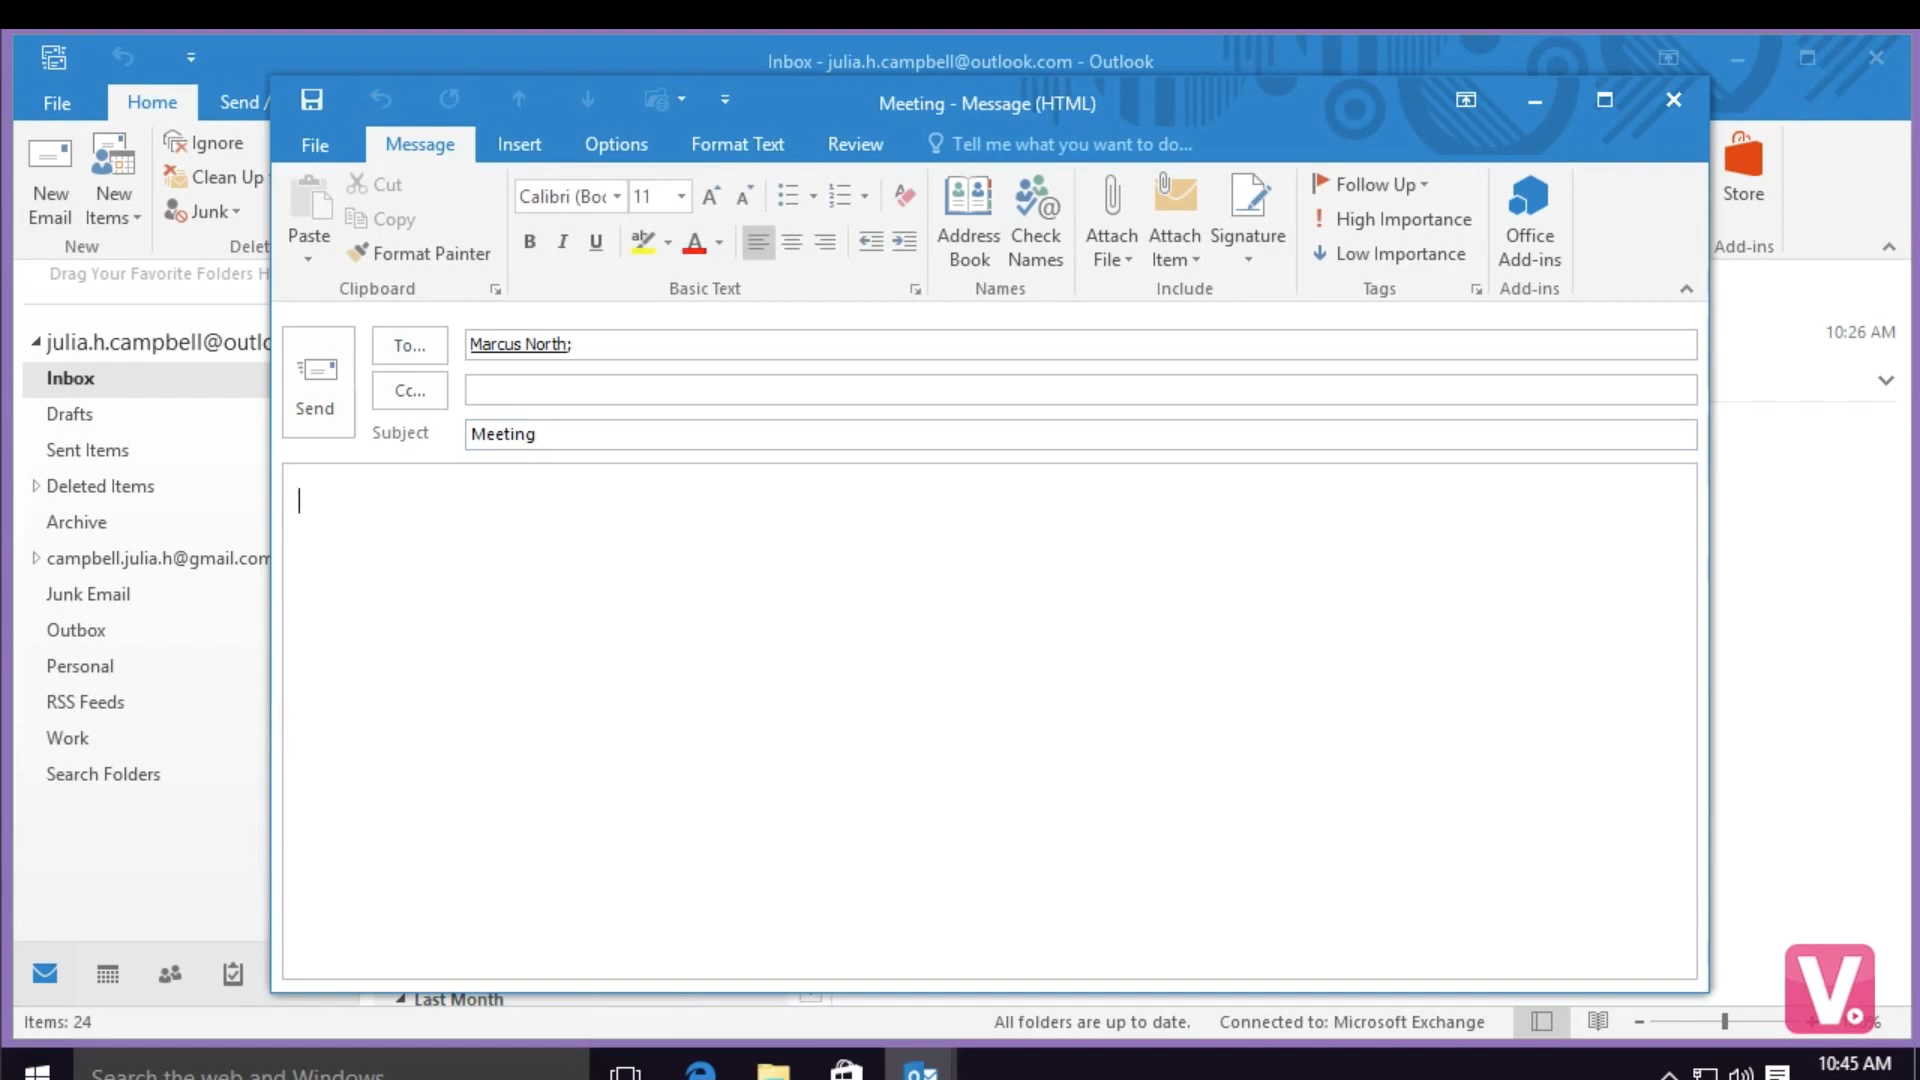 Inbox - julia.h.campbell@outlook.com - Outlook
File Home Send /
Meeting - Message (HTML)
File Message Insert Options Format Text Review Tell me what you want to do...
New Email
New Items
New
Ignore
Clean Up
Junk
Delet
Paste
Cut
Copy
Format Painter
Clipboard
Calibri (Boc 11
B I U
Basic Text
Address Book
Check Names
Names
Attach File
Attach Item
Signature
Include
Follow Up
High Importance
Low Importance
Tags
Office Add-ins
Add-ins
Store
Add-ins
Drag Your Favorite Folders H
julia.h.campbell@outlo
Inbox
Drafts
Sent Items
Deleted Items
Archive
campbell.julia.h@gmail.com
Junk Email
Outbox
Personal
RSS Feeds
Work
Search Folders
Send
To... Marcus North;
Cc...
Subject Meeting
10:26 AM
Last Month
Items: 24
All folders are up to date. Connected to: Microsoft Exchange
V
Search the web and Windows
10:45 AM